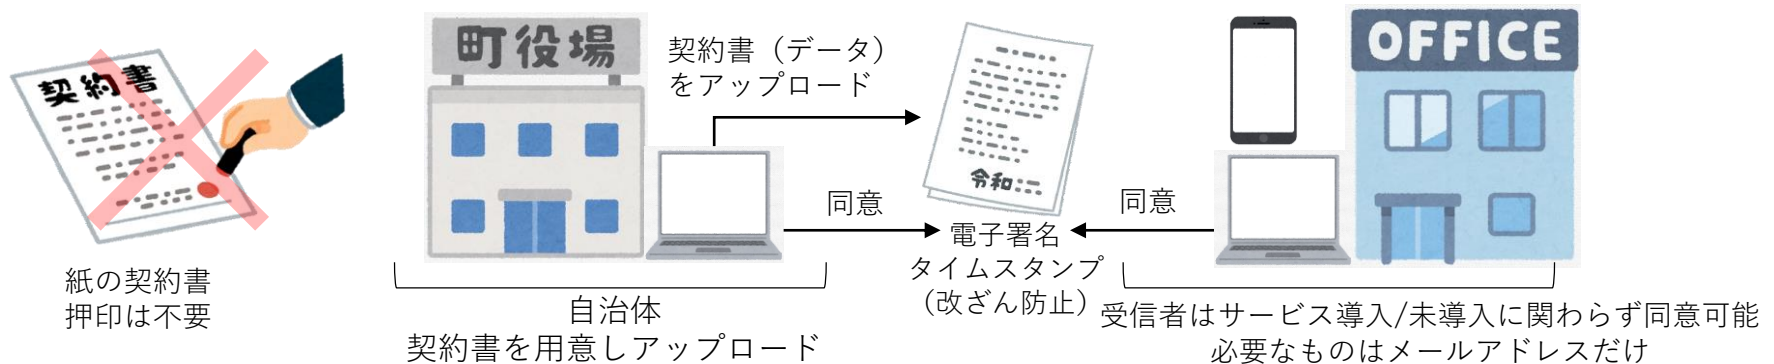 契約書
紙の契約書
押印は不要
町役場
契約書（データ）
をアップロード
同意
自治体
契約書を用意しアップロード
令和
電子署名
タイムスタンプ
（改ざん防止）
同意
OFFICE
受信者はサービス導入/未導入に関わらず同意可能
必要なものはメールアドレスだけ